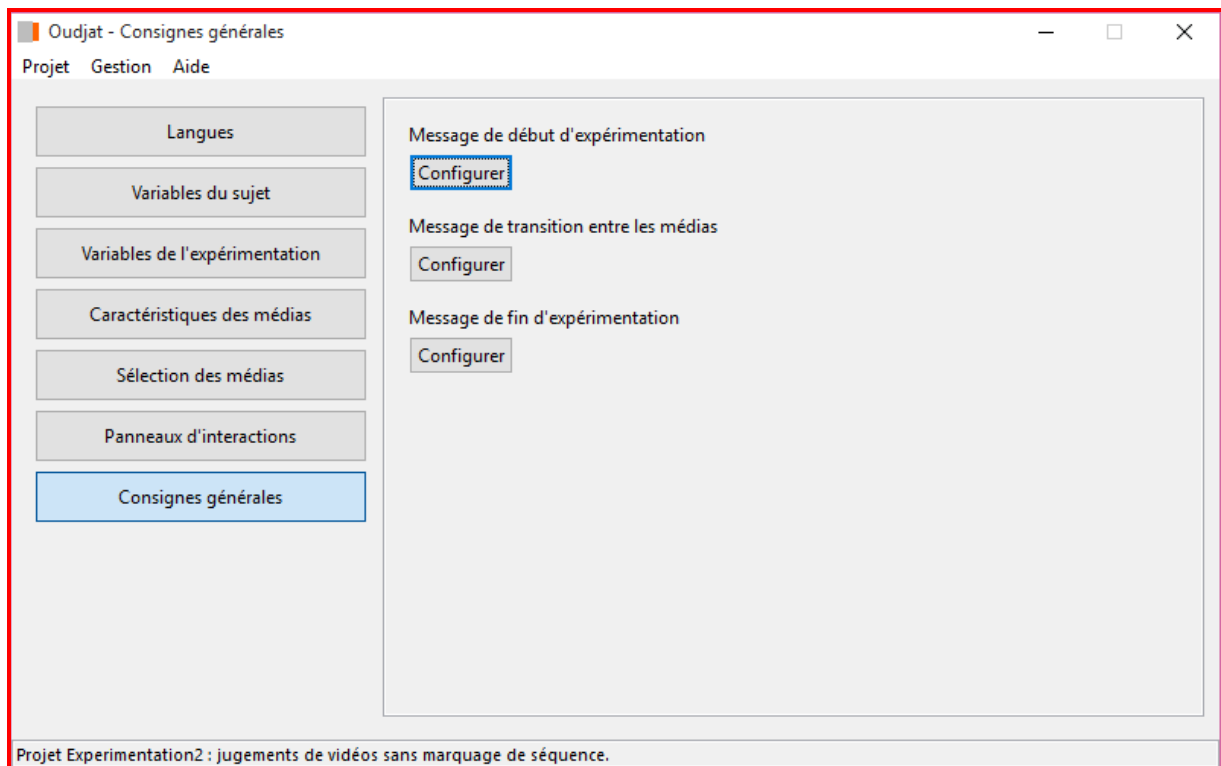 Oudjat - Consignes générales
Projet Gestion Aide
Langues
Variables du sujet
Variables de l'expérimentation
Caractéristiques des médias
Sélection des médias
Panneaux d'interactions
Consignes générales
Message de début d'expérimentation
Configurer
Message de transition entre les médias
Configurer
Message de fin d'expérimentation
Configurer
Projet Experimentation2 : jugements de vidéos sans marquage de séquence.